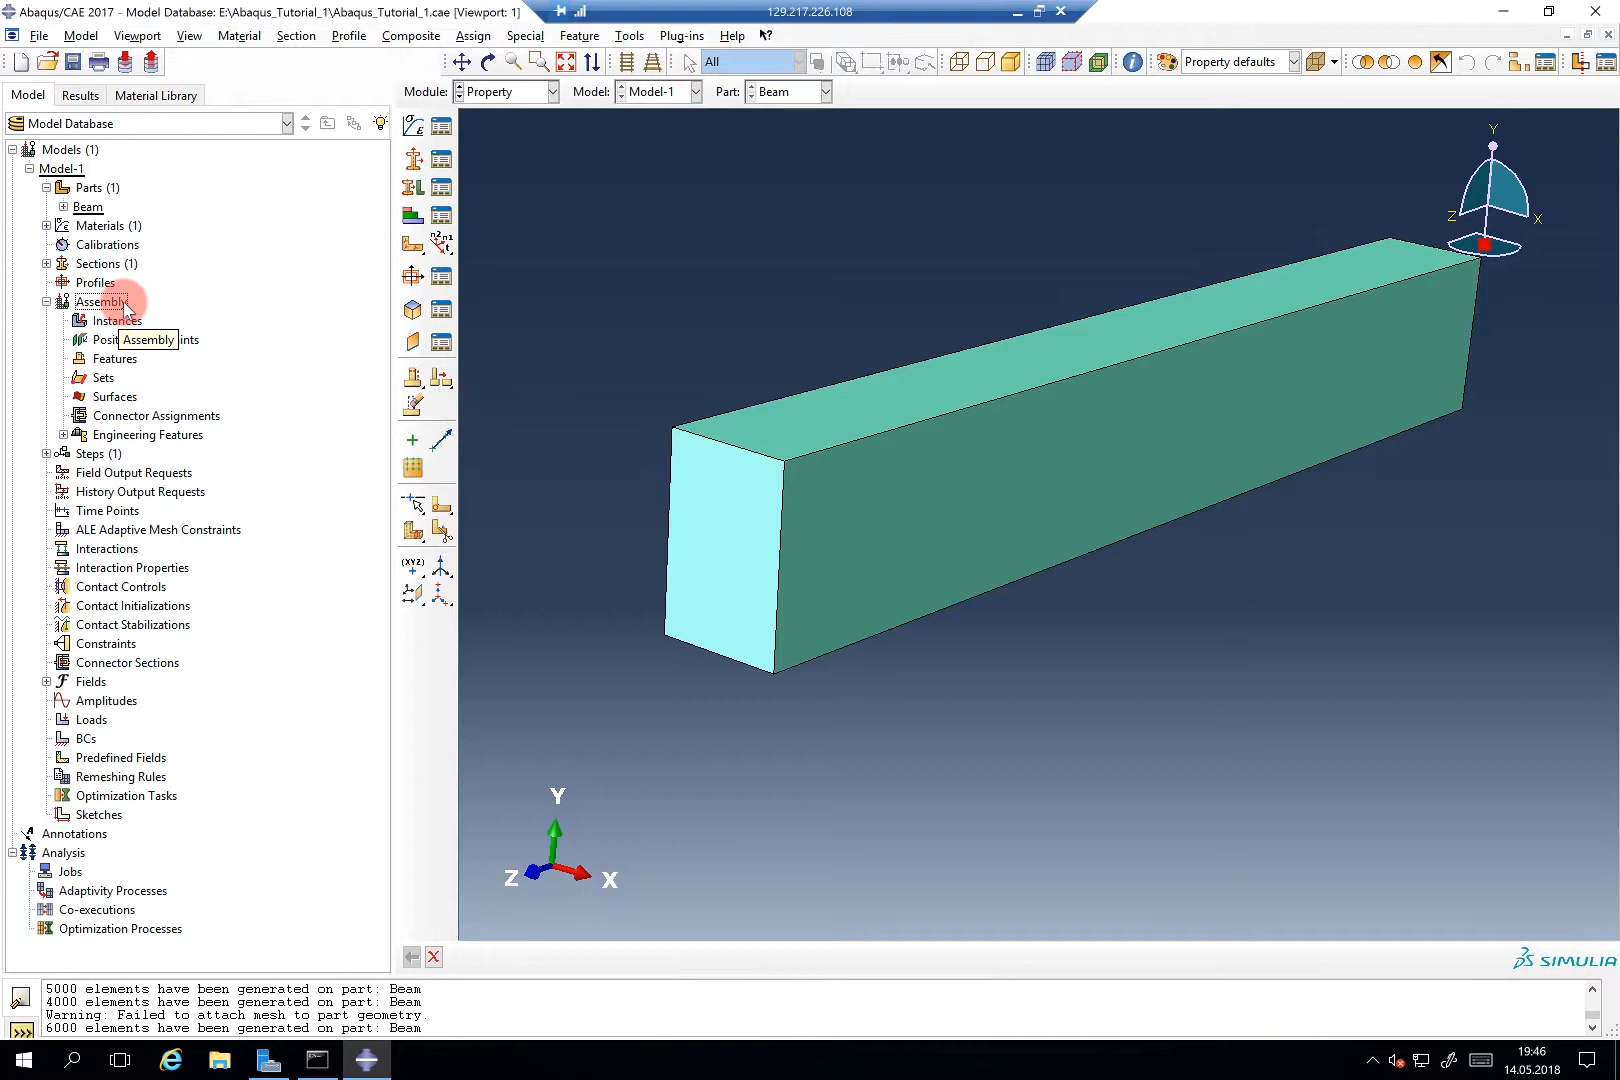 Abaqus/CAE 2017 - Model Database: E:\Abaqus_Tutorial_1\Abaqus_Tutorial_1.cae [Viewport: 1]
129.217.226.108
File Model Viewport View Material Section Profile Composite Assign Special Feature Tools Plug-ins Help
All
Property defaults
Model Results Material Library
Module: Property Model: Model-1 Part: Beam
Model Database
Models (1)
Model-1
Parts (1)
Beam
Materials (1)
Calibrations
Sections (1)
Profiles
Assembly
Instances
Posit
ints
Assembly
Features
Sets
Surfaces
Connector Assignments
Engineering Features
Steps (1)
Field Output Requests
History Output Requests
Time Points
ALE Adaptive Mesh Constraints
Interactions
Interaction Properties
Contact Controls
Contact Initializations
Contact Stabilizations
Constraints
Connector Sections
Fields
Amplitudes
Loads
BCs
Predefined Fields
Remeshing Rules
Optimization Tasks
Sketches
Annotations
Analysis
Jobs
Adaptivity Processes
Co-executions
Optimization Processes
n2 n1
t
(XYZ)
Y
Z
X
Y
Z
X
SIMULIA
5000 elements have been generated on part: Beam
4000 elements have been generated on part: Beam
Warning: Failed to attach mesh to part geometry.
6000 elements have been generated on part: Beam
>>>
19:46
14.05.2018